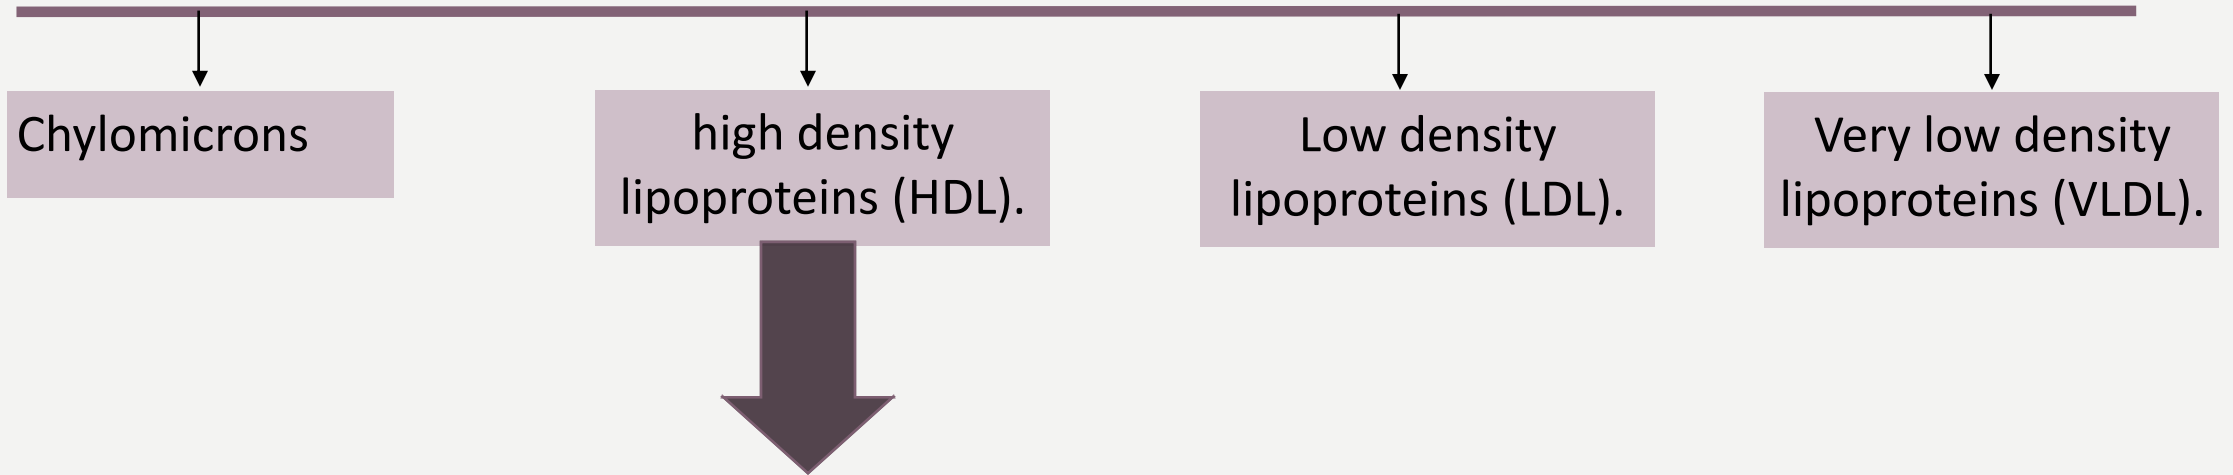 Chylomicrons
high density
lipoproteins (HDL).
Low density
lipoproteins (LDL).
Very low density
lipoproteins (VLDL).